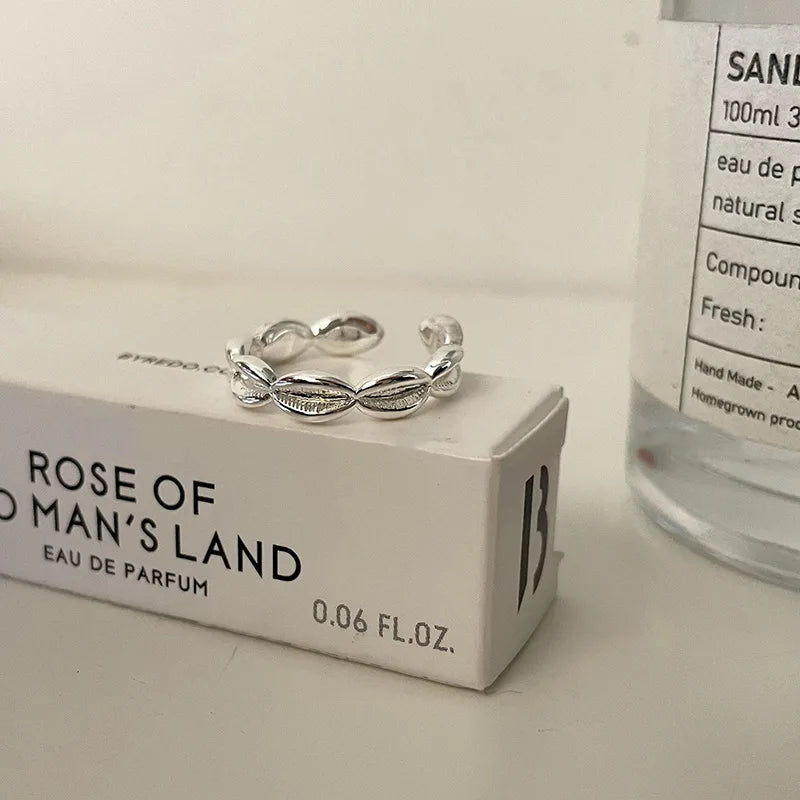 BYREDO.CO
ROSE OF
O MAN'S LAND
EAU DE PARFUM
0.06 FL.OZ.
B
SAND
100ml 3
eau de p
natural s
Compoun
Fresh:
Hand Made - A
Homegrown prod